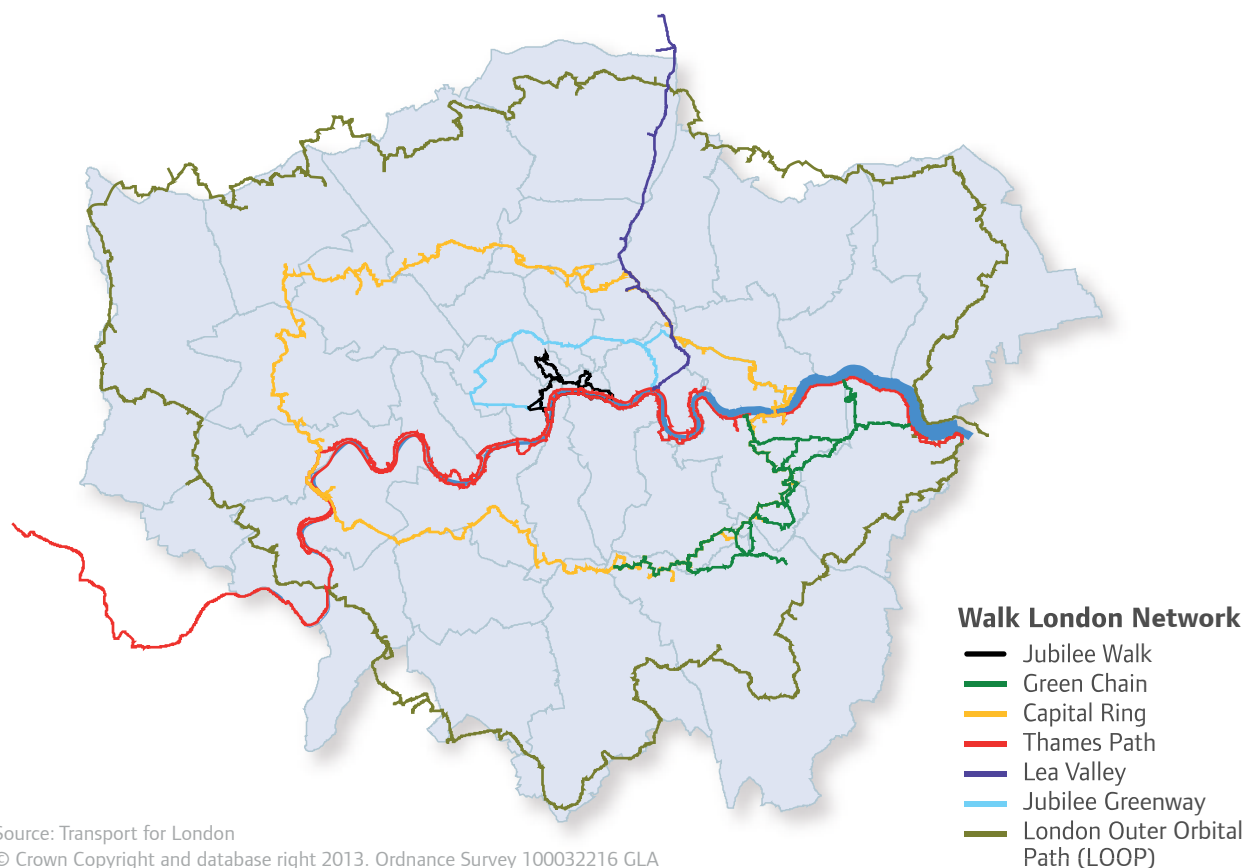 Walk London Network
Jubilee Walk
Green Chain
Capital Ring
Thames Path
Lea Valley
Jubilee Greenway
London Outer Orbital
Path (LOOP)
Source: Transport for London
© Crown Copyright and database right 2013. Ordnance Survey 100032216 GLA